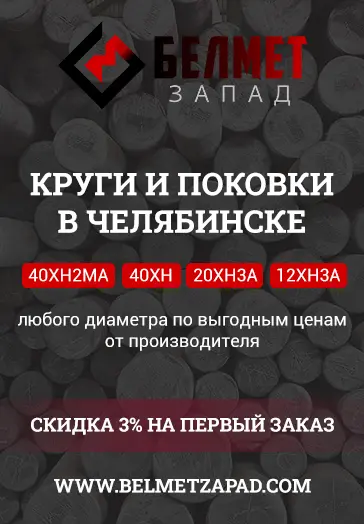 БЕЛМЕТ
ЗАПАД
КРУГИ И ПОКОВКИ
В ЧЕЛЯБИНСКЕ
40ХН2МА 40ХН 20ХН3А 12ХН3А
любого диаметра по выгодным ценам
от производителя
СКИДКА 3% НА ПЕРВЫЙ ЗАКАЗ
WWW.BELMETZAPAD.COM